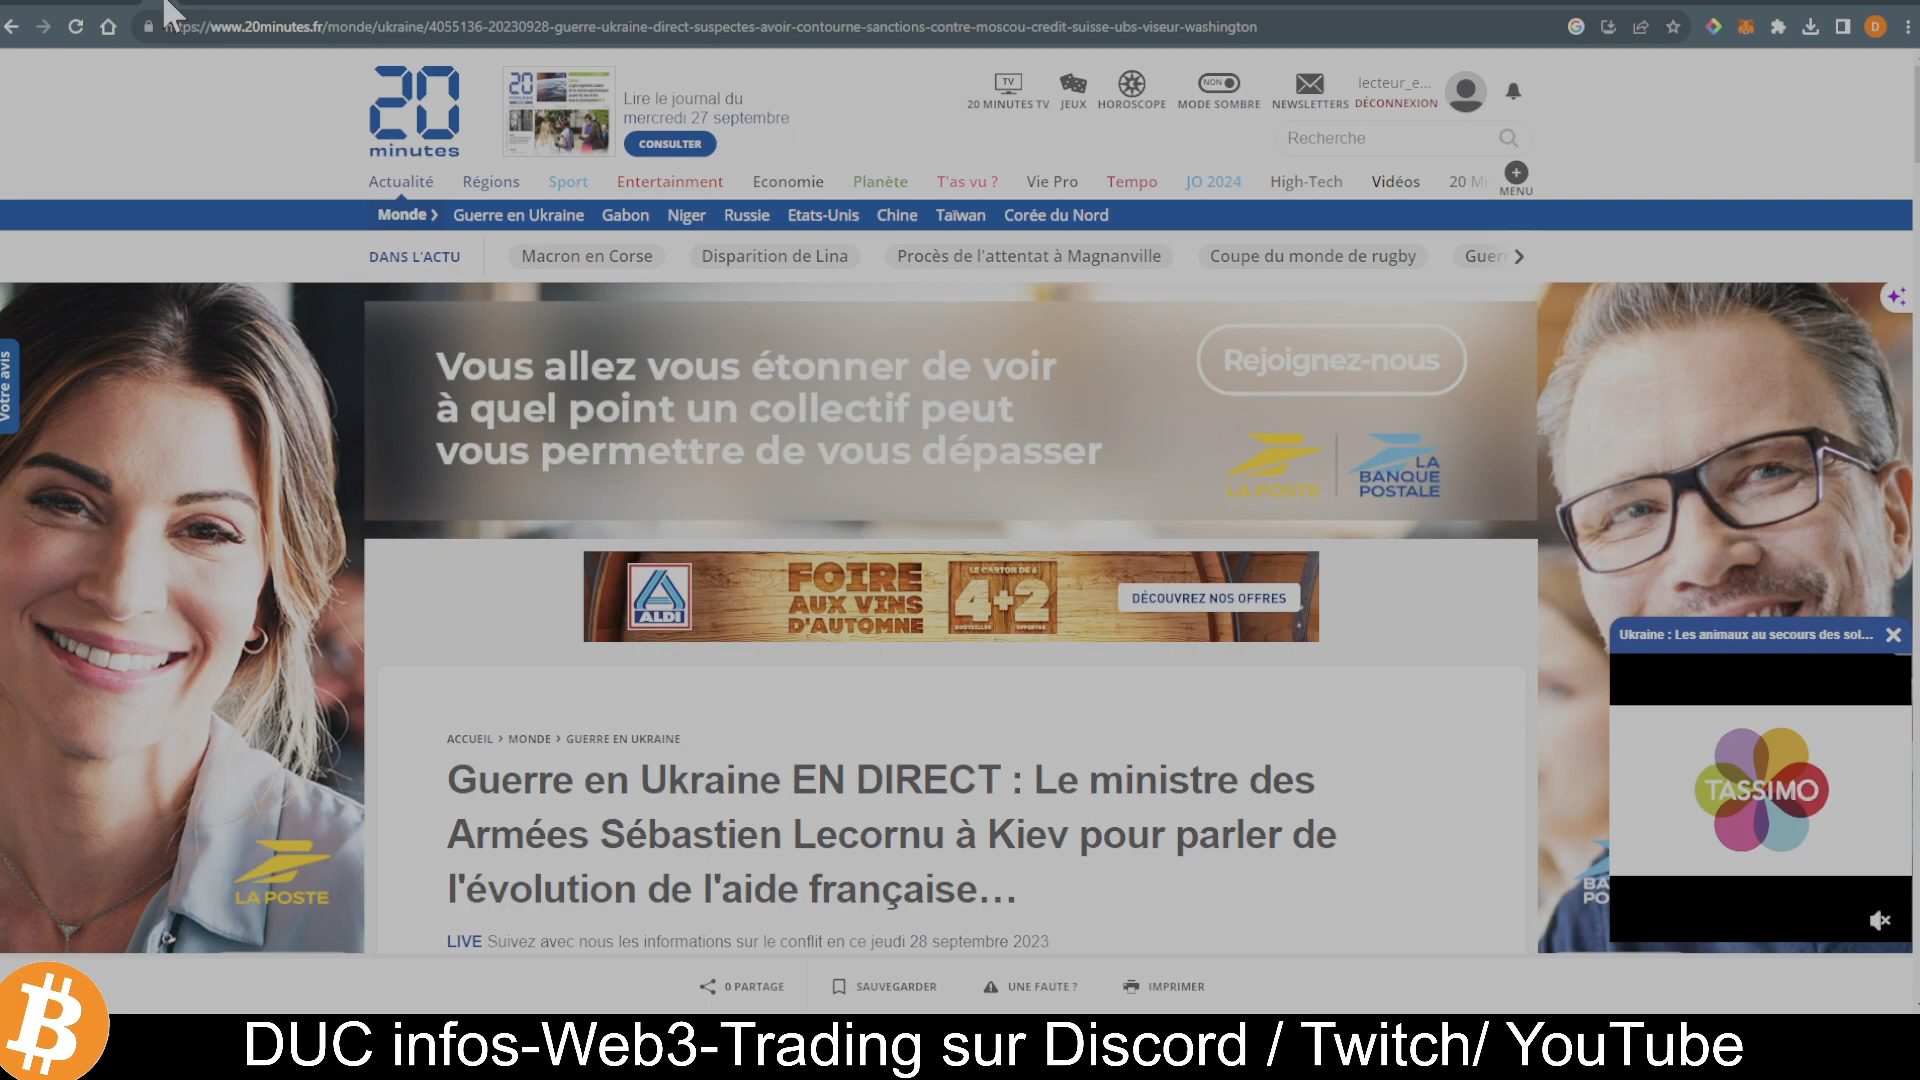 https://www.20minutes.fr/monde/ukraine/4055136-20230928-guerre-ukraine-direct-suspectes-avoir-contourne-sanctions-contre-moscou-credit-suisse-ubs-viseur-washington
D
20
minutes
Lire le journal du
mercredi 27 septembre
CONSULTER
TV
NON
20 MINUTES TV
JEUX
HOROSCOPE
MODE SOMBRE
NEWSLETTERS
lecteur_e...
DÉCONNEXION
Recherche
Actualité Régions Sport Entertainment Economie Planète T'as vu ? Vie Pro Tempo JO 2024 High-Tech Vidéos 20 Mi
MENU
Monde Guerre en Ukraine Gabon Niger Russie Etats-Unis Chine Taïwan Corée du Nord
DANS L'ACTU Macron en Corse Disparition de Lina Procès de l'attentat à Magnanville Coupe du monde de rugby Guerr
Votre avis
Vous allez vous étonner de voir
à quel point un collectif peut
vous permettre de vous dépasser
Rejoignez-nous
LA POSTE
LA
BANQUE
POSTALE
ALDI
FOIRE
AUX VINS
D'AUTOMNE
LE CARTON DE 6
4+2
BOUTEILLES OFFERTES
DÉCOUVREZ NOS OFFRES
Ukraine : Les animaux au secours des sol...
TASSIMO
ACCUEIL > MONDE > GUERRE EN UKRAINE
Guerre en Ukraine EN DIRECT : Le ministre des
Armées Sébastien Lecornu à Kiev pour parler de
l'évolution de l'aide française…
LIVE Suivez avec nous les informations sur le conflit en ce jeudi 28 septembre 2023
LA POSTE
BA
PO
0 PARTAGE SAUVEGARDER UNE FAUTE ? IMPRIMER
DUC infos-Web3-Trading sur Discord / Twitch/ YouTube